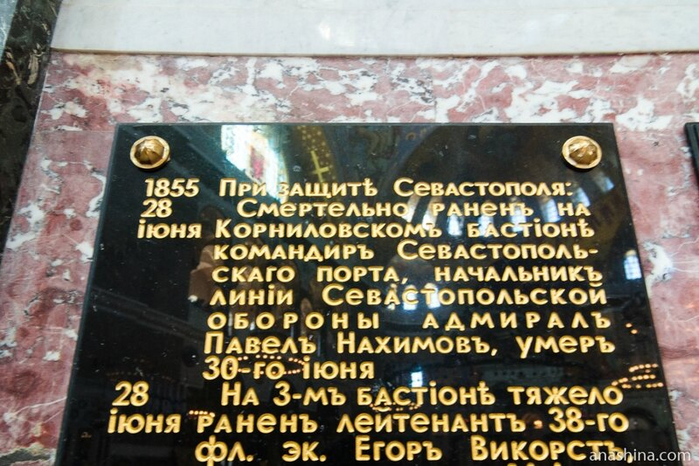 1855 При защитѣ Севастополя:
28 Смертельно раненъ на
iюня Корниловскомъ бастiонѣ
командиръ Севастополь-
скаго порта, начальникъ
линiи Севастопольской
обороны адмиралъ
Павелъ Нахимовъ, умеръ
30-го iюня
28 На 3-мъ бастiонѣ тяжело
iюня раненъ лейтенантъ 38-го
фл. эк. Егоръ Викорстъ
anashina.com